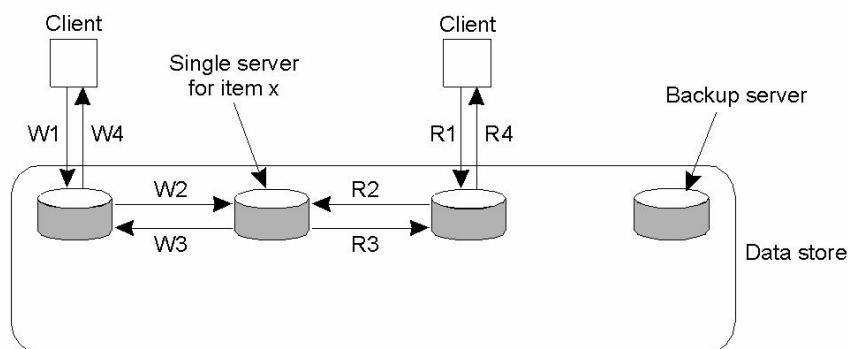 Client
Client
Single server
for item x
Backup server
W1
W4
R1
R4
W2
R2
W3
R3
Data store